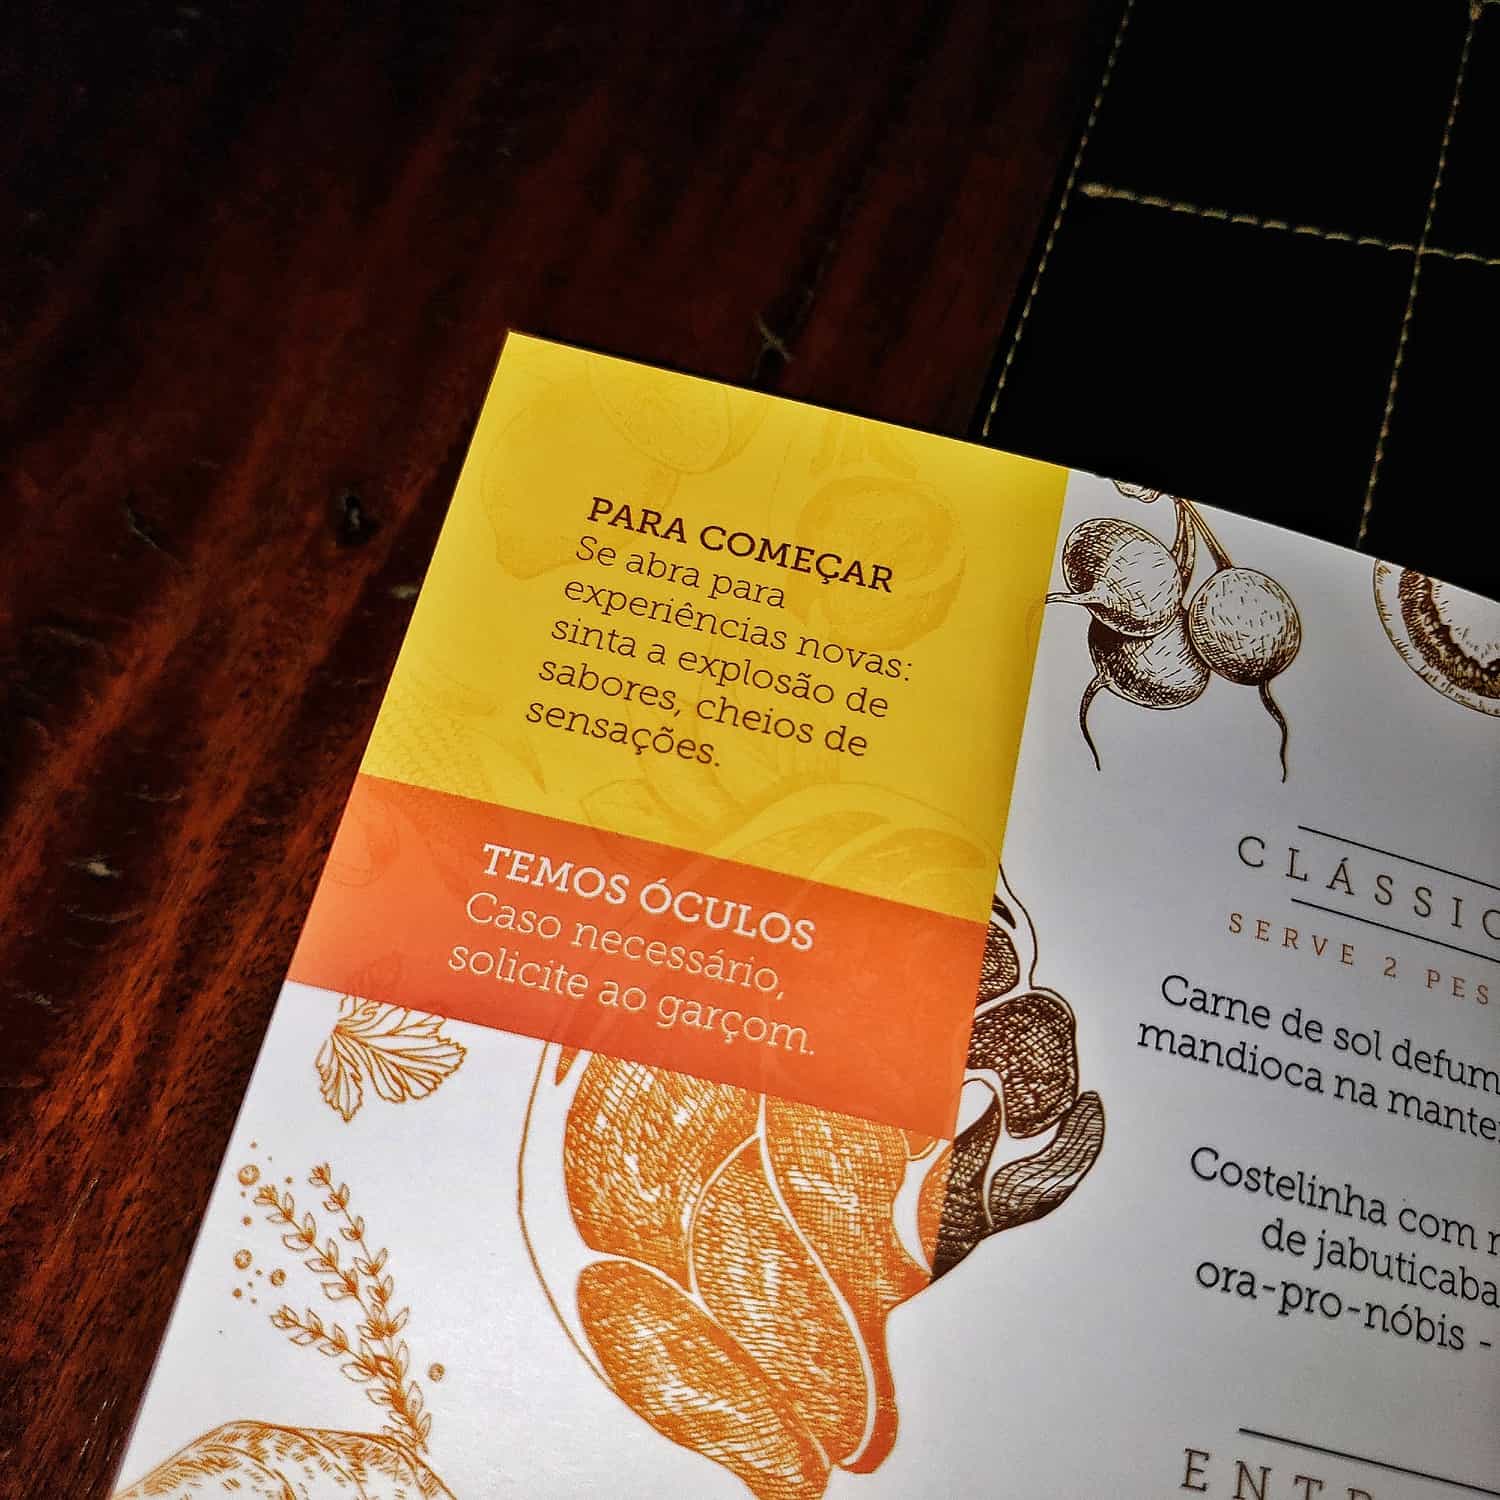 PARA COMEÇAR
Se abra para
experiências novas:
sinta a explosão de
sabores, cheios de
sensações.
TEMOS ÓCULOS
Caso necessário,
solicite ao garçom.
CLÁSSIC
SERVE 2 PES
Carne de sol defum
mandioca na mante
Costelinha com
de jabuticaba
ora-pro-nóbis -
ENTR